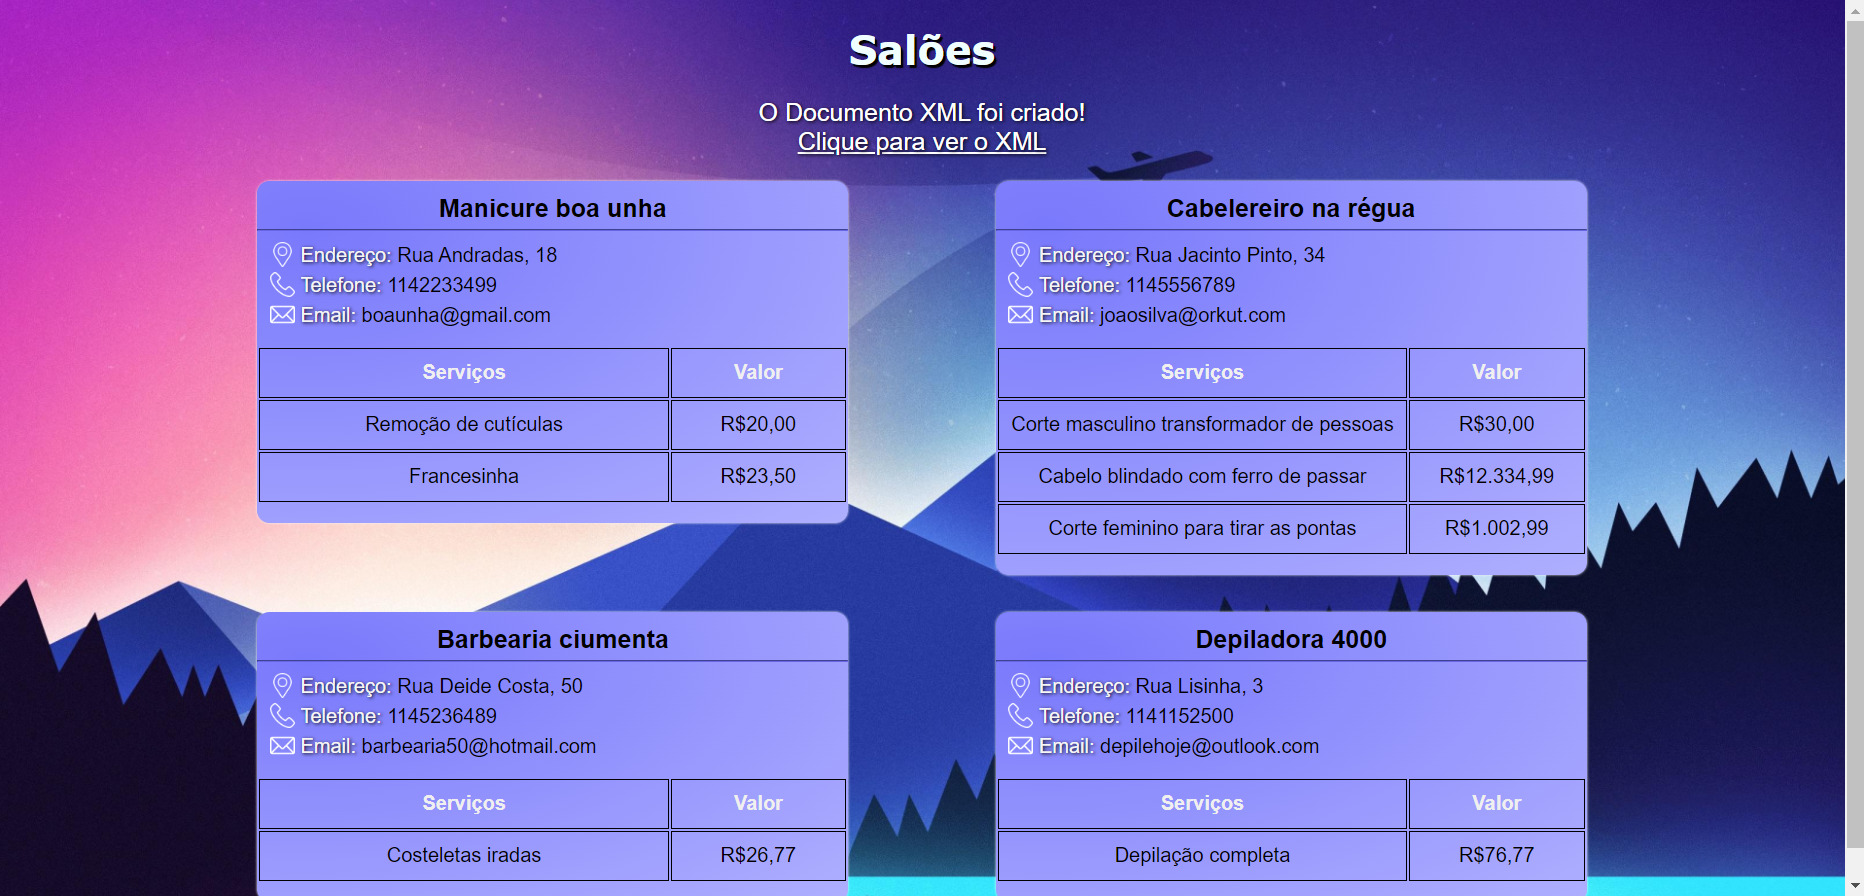 Salões
O Documento XML foi criado!
Clique para ver o XML
Manicure boa unha
Endereço: Rua Andradas, 18
Telefone: 1142233499
Email: boaunha@gmail.com
Serviços Valor
Remoção de cutículas R$20,00
Francesinha R$23,50
Cabelereiro na régua
Endereço: Rua Jacinto Pinto, 34
Telefone: 1145556789
Email: joaosilva@orkut.com
Serviços Valor
Corte masculino transformador de pessoas R$30,00
Cabelo blindado com ferro de passar R$12.334,99
Corte feminino para tirar as pontas R$1.002,99
Barbearia ciumenta
Endereço: Rua Deide Costa, 50
Telefone: 1145236489
Email: barbearia50@hotmail.com
Serviços Valor
Costeletas iradas R$26,77
Depiladora 4000
Endereço: Rua Lisinha, 3
Telefone: 1141152500
Email: depilehoje@outlook.com
Serviços Valor
Depilação completa R$76,77